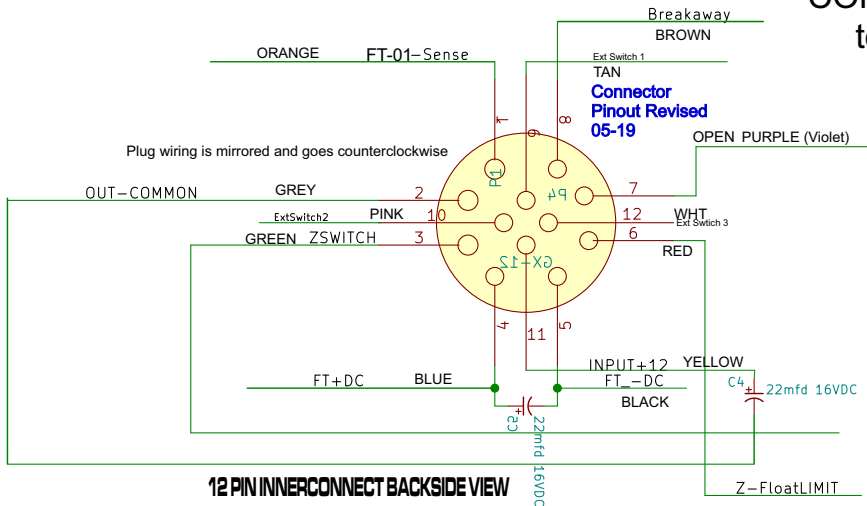 CO
te
Breakaway
BROWN
ORANGE FT-01-Sense
Ext Switch 1
TAN
Connector
Pinout Revised
05-19
1
9
8
OPEN PURPLE (Violet)
Plug wiring is mirrored and goes counterclockwise
P1
P4
7
OUT-COMMON GREY 2
ExtSwitch2 PINK 10
12 WHT
Ext Swtich 3
GREEN ZSWITCH 3
6
RED
GX-12
4
11
5
INPUT+12 YELLOW
FT+DC BLUE
FT_-DC
BLACK
C4 22mfd 16VDC
22mfd 16VDC
12 PIN INNERCONNECT BACKSIDE VIEW
Z-FloatLIMIT